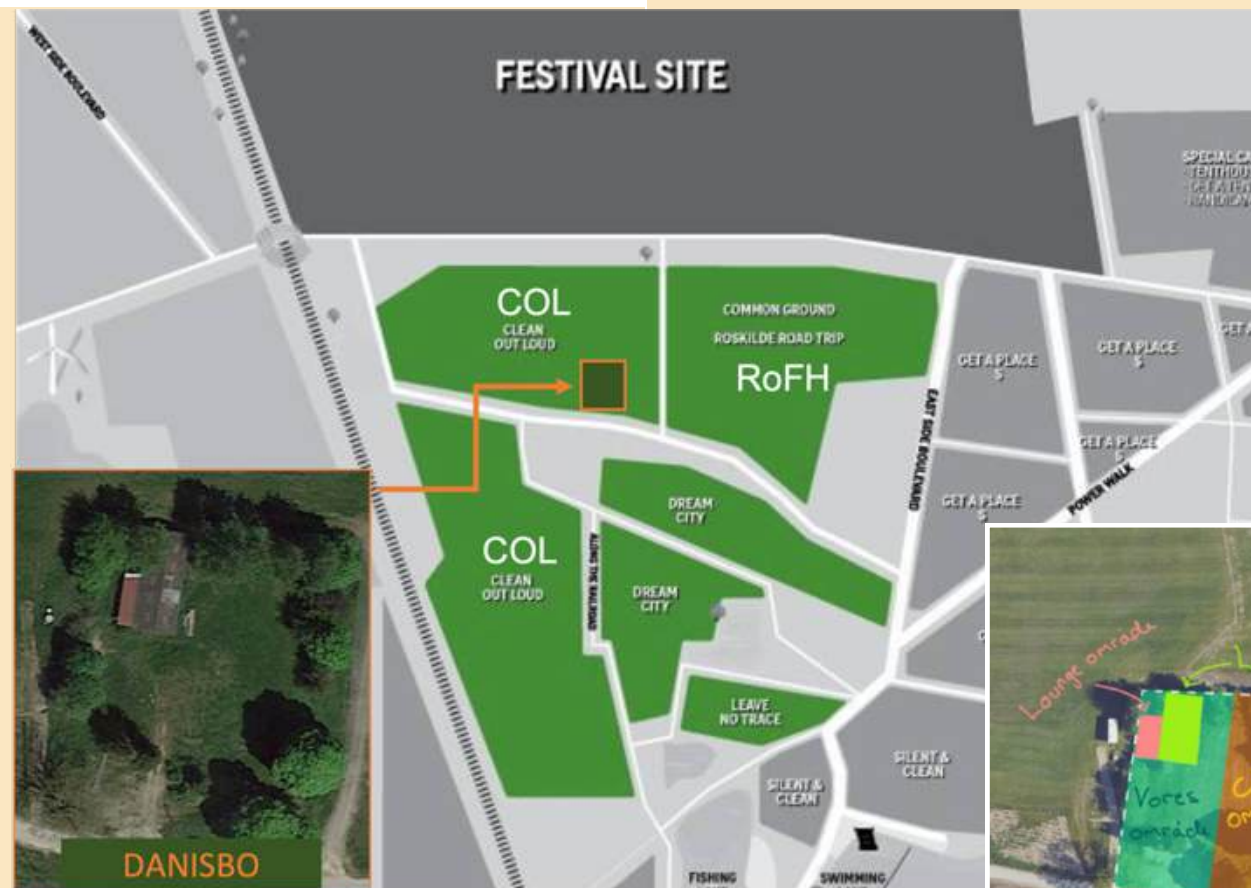 WEST SIDE BOULEVARD
FESTIVAL SITE
COL
CLEAN
OUT LOUD
COMMON GROUND
ROSKILDE ROAD TRIP
RoFH
GET A PLACE
S
GET A PLACE
S
GET A PLACE
S
GET A PLACE
S
EAST SIDE BOULEVARD
POWER WALK
DREAM
CITY
COL
CLEAN
OUT LOUD
ALONG THE RAILROAD
DREAM
CITY
LEAVE
NO TRACE
SILENT &
CLEAN
SILENT &
CLEAN
FISHING
SWIMMING
DANISBO
Lounge område
Vores
område